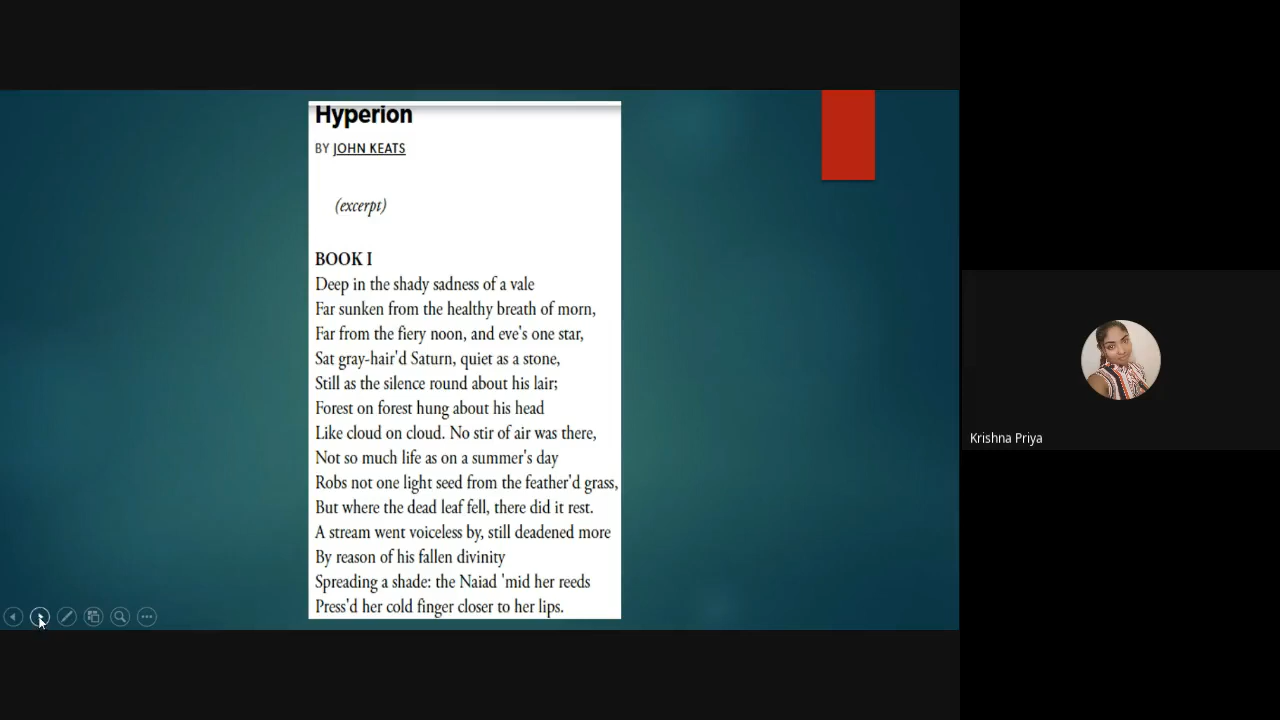 Hyperion
BY JOHN KEATS
(excerpt)
BOOK I
Deep in the shady sadness of a vale
Far sunken from the healthy breath of morn,
Far from the fiery noon, and eve's one star,
Sat gray-hair'd Saturn, quiet as a stone,
Still as the silence round about his lair;
Forest on forest hung about his head
Like cloud on cloud. No stir of air was there,
Not so much life as on a summer's day
Robs not one light seed from the feather'd grass,
But where the dead leaf fell, there did it rest.
A stream went voiceless by, still deadened more
By reason of his fallen divinity
Spreading a shade: the Naiad 'mid her reeds
Press'd her cold finger closer to her lips.
Krishna Priya